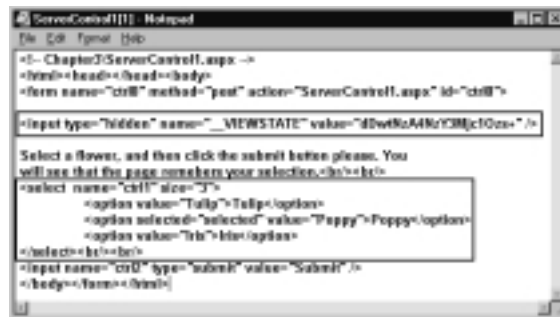 ServerControl1[1] - Notepad
File Edit Format Help
<!-- Chapter3\ServerControl1.aspx -->
<html><head></head><body>
<form name="ctrl0" method="post" action="ServerControl1.aspx" id="ctrl0">
<input type="hidden" name="__VIEWSTATE" value=" />
Select a flower, and then click the submit button please. You
will see that the page remebers your selection.<br/><br/>
<select name="ctrl1" size="3">
<option value="Tulip">Tulip</option>
<option selected="selected" value="Poppy">Poppy</option>
<option value="Iris">Iris</option>
</select><br/><br/>
<input name="ctrl2" type="submit" value="Submit" />
</body></form></html>